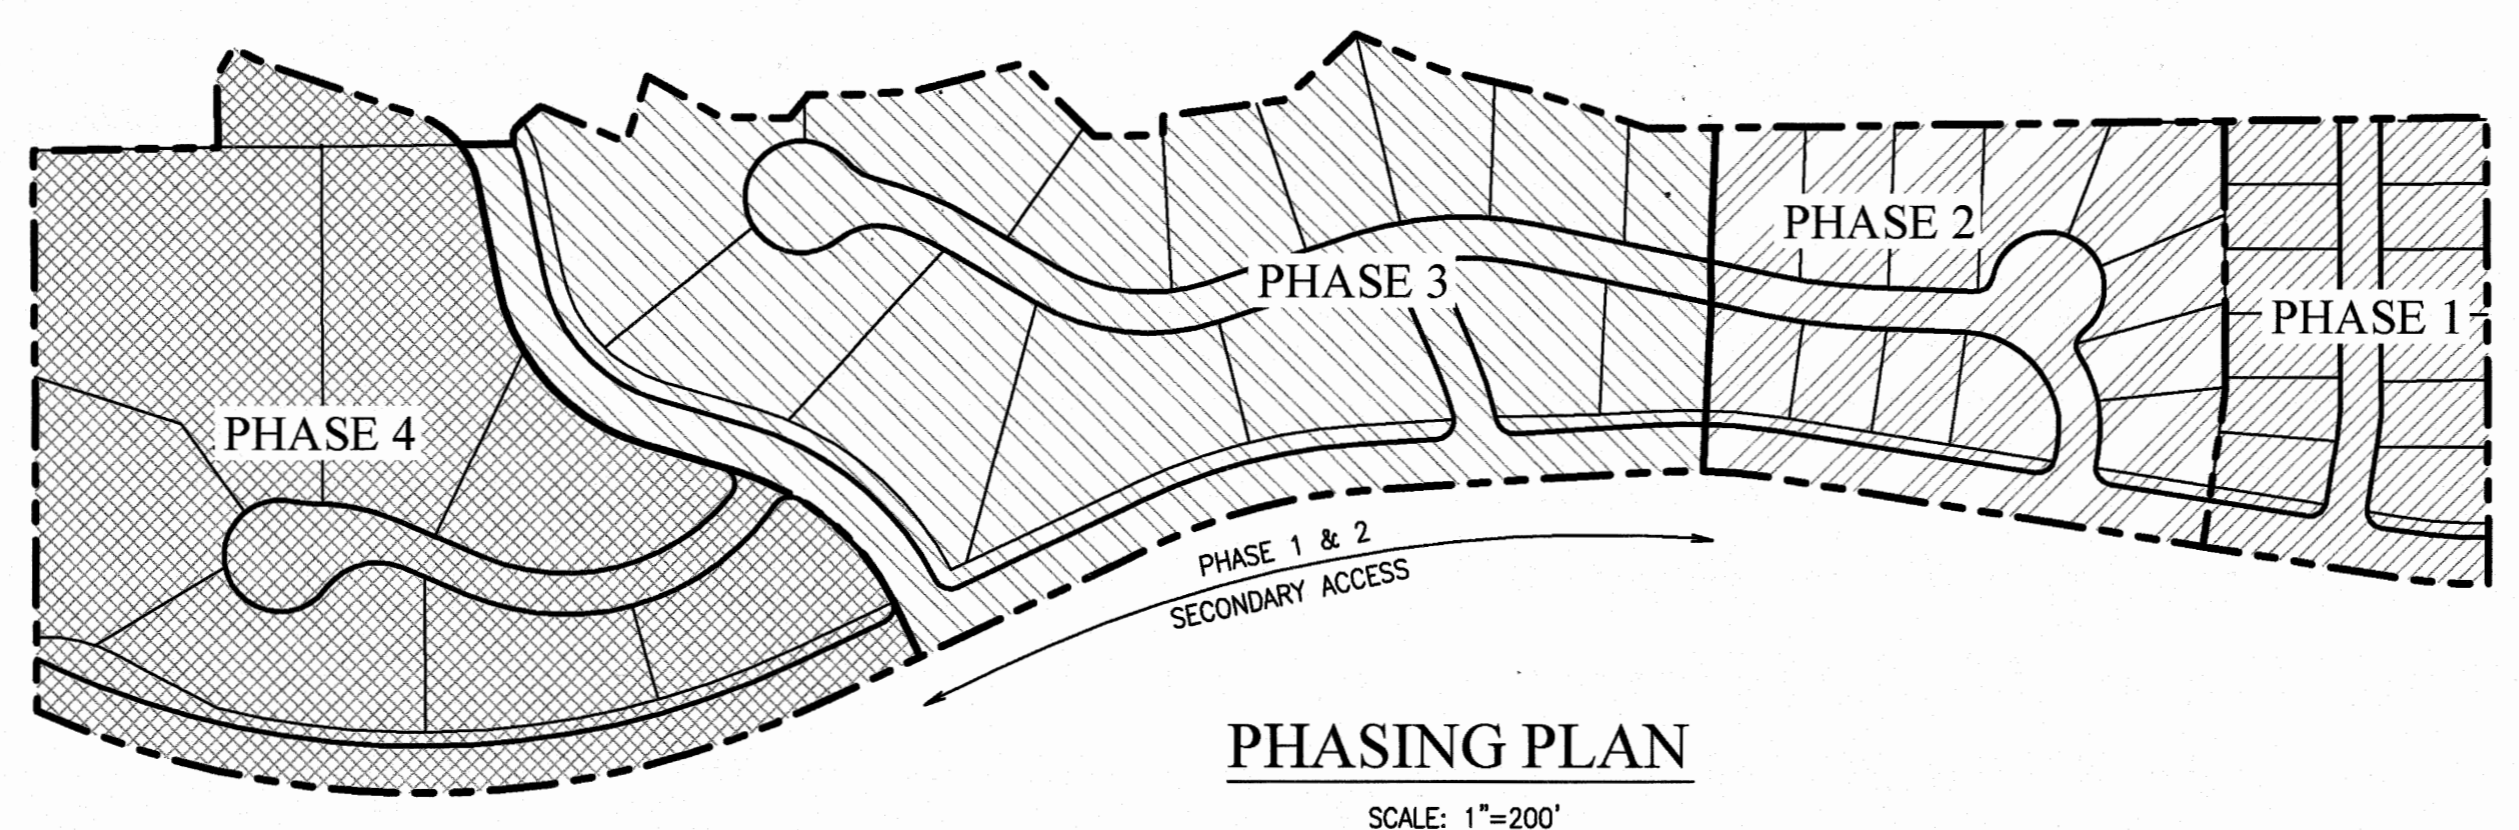 PHASE 2
PHASE 3
PHASE 1
PHASE 4
PHASE 1 & 2
SECONDARY ACCESS
PHASING PLAN
SCALE: 1"=200'